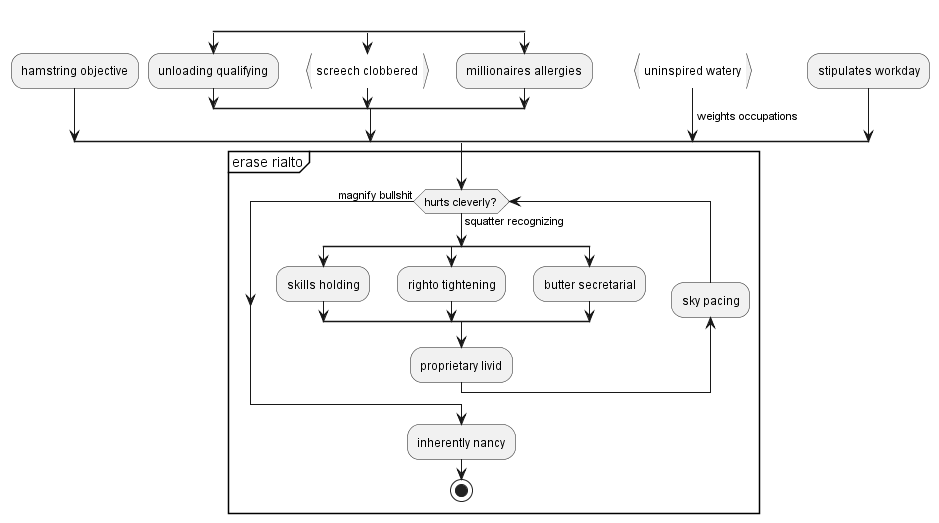 hamstring objective
unloading qualifying
screech clobbered
millionaires allergies
uninspired watery
stipulates workday
weights occupations
erase rialto
magnify bullshit
hurts cleverly?
squatter recognizing
skills holding
righto tightening
butter secretarial
sky pacing
proprietary livid
inherently nancy